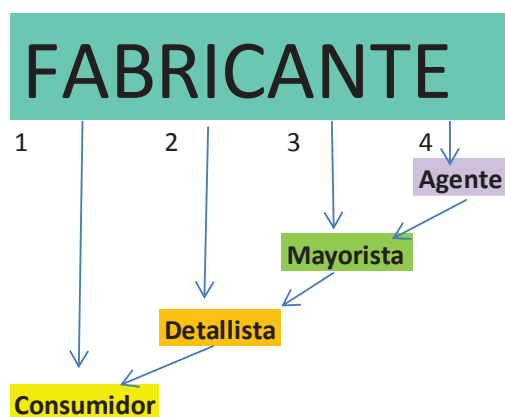 FABRICANTE
1 2 3 4
Agente
Mayorista
Detallista
Consumidor